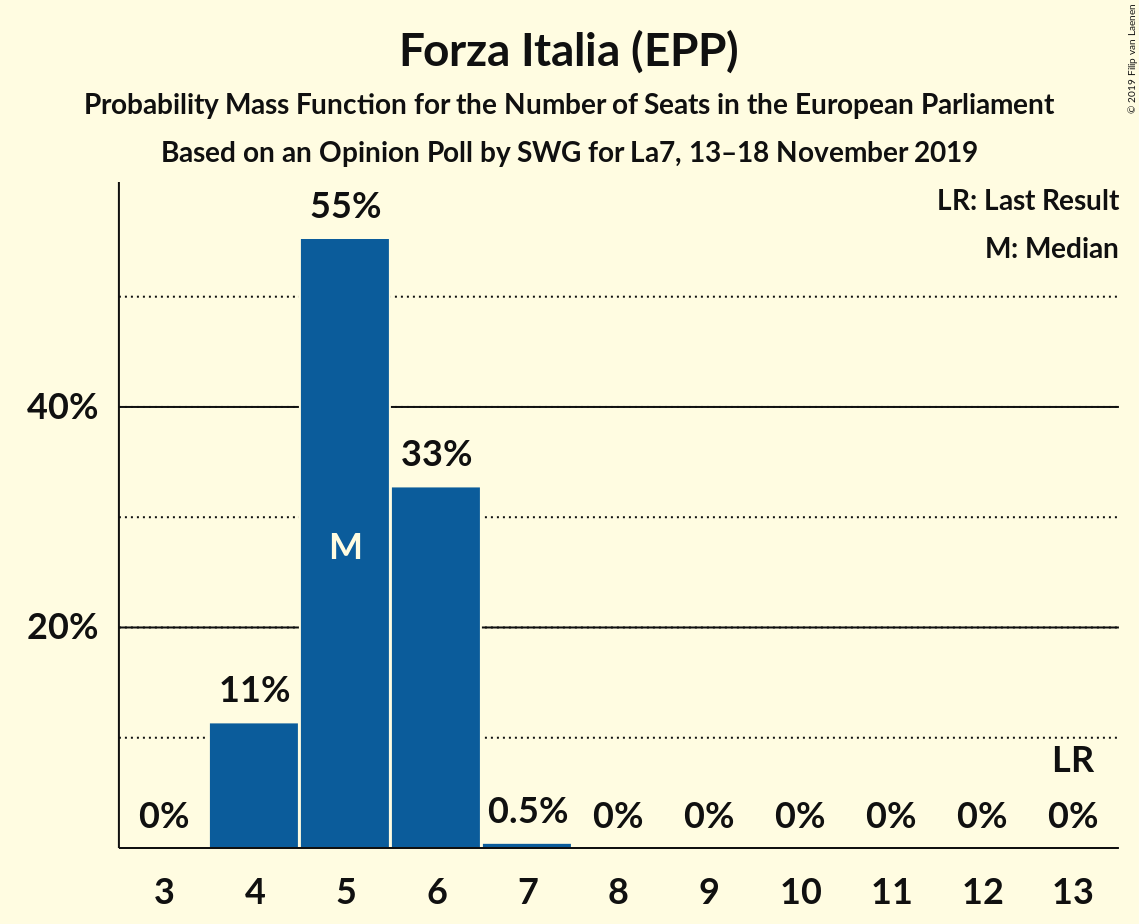 Forza Italia (EPP)
Probability Mass Function for the Number of Seats in the European Parliament
Based on an Opinion Poll by SWG for La7, 13–18 November 2019
© 2019 Filip van Laenen
LR: Last Result
M: Median
55%
40%
33%
M
20%
11%
LR
0%
0.5%
0%
0%
0%
0%
0%
0%
3 4 5 6 7 8 9 10 11 12 13